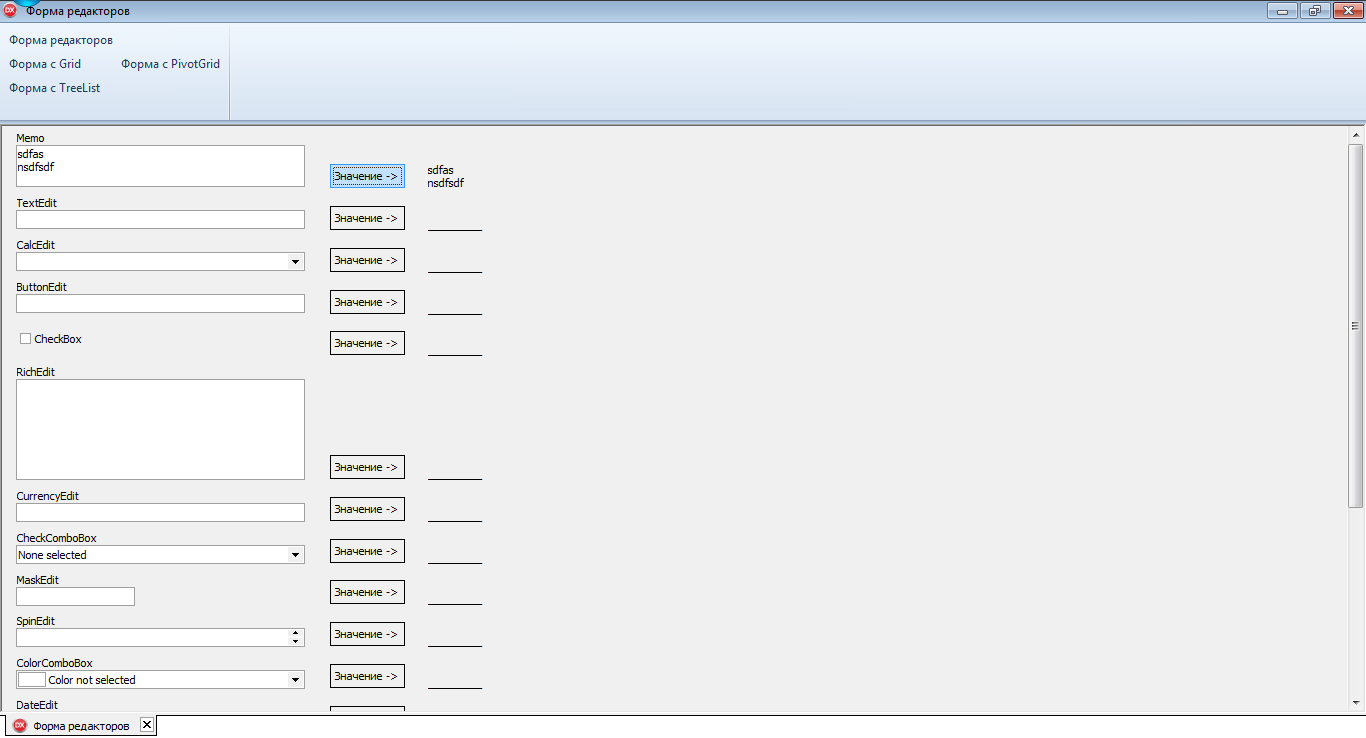 Форма редакторов
Форма редакторов
Форма с Grid
Форма с PivotGrid
Форма с TreeList
Memo
sdfas
nsdfsdf
Значение ->
sdfas
nsdfsdf
TextEdit
Значение ->
CalcEdit
Значение ->
ButtonEdit
Значение ->
CheckBox
Значение ->
RichEdit
Значение ->
CurrencyEdit
Значение ->
CheckComboBox
None selected
Значение ->
MaskEdit
Значение ->
SpinEdit
Значение ->
ColorComboBox
Color not selected
Значение ->
DateEdit
Форма редакторов